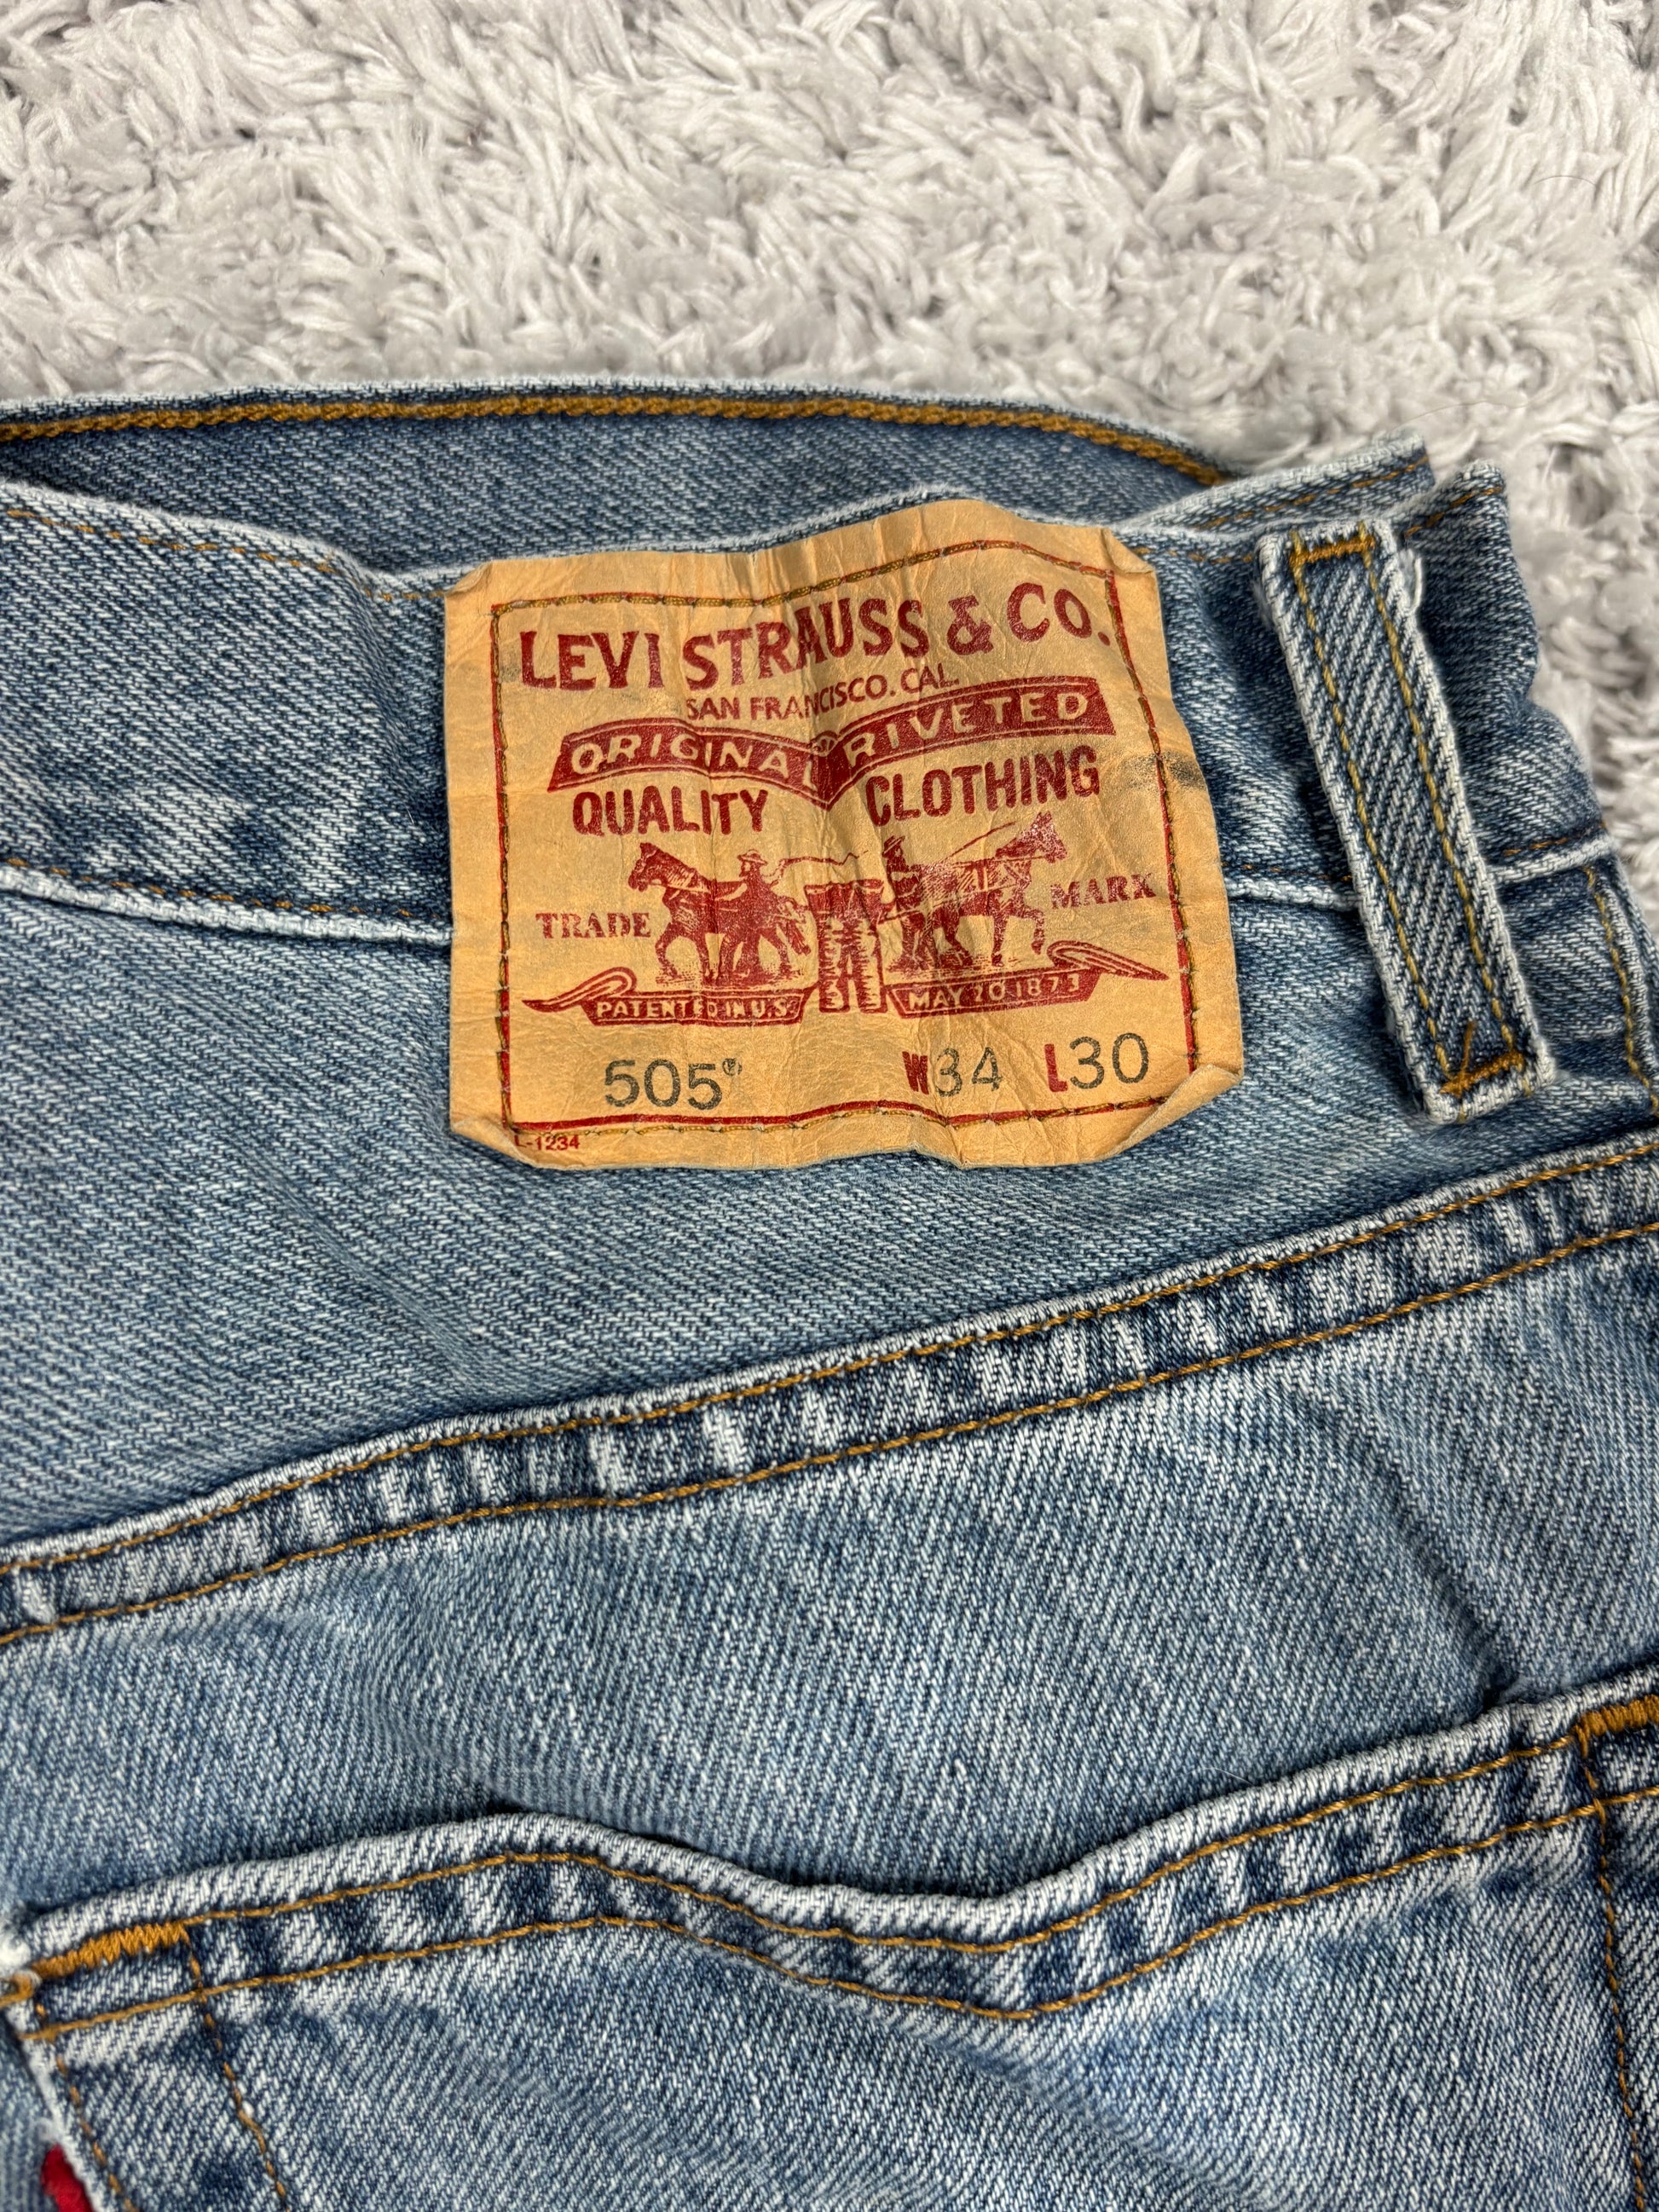 LEVI STRAUSS & CO.
SAN FRANCISCO. CAL.
ORIGINAL RIVETED
QUALITY CLOTHING
TRADE MARK
PATENTED IN U.S. MAY 20 1873
505® W34 L30
L-1234